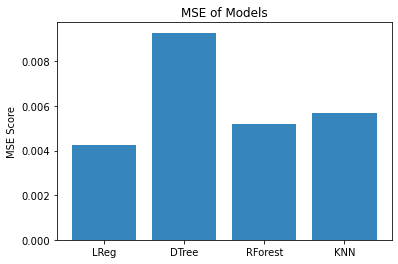 MSE of Models
MSE Score
0.008
0.006
0.004
0.002
0.000
LReg DTree RForest KNN